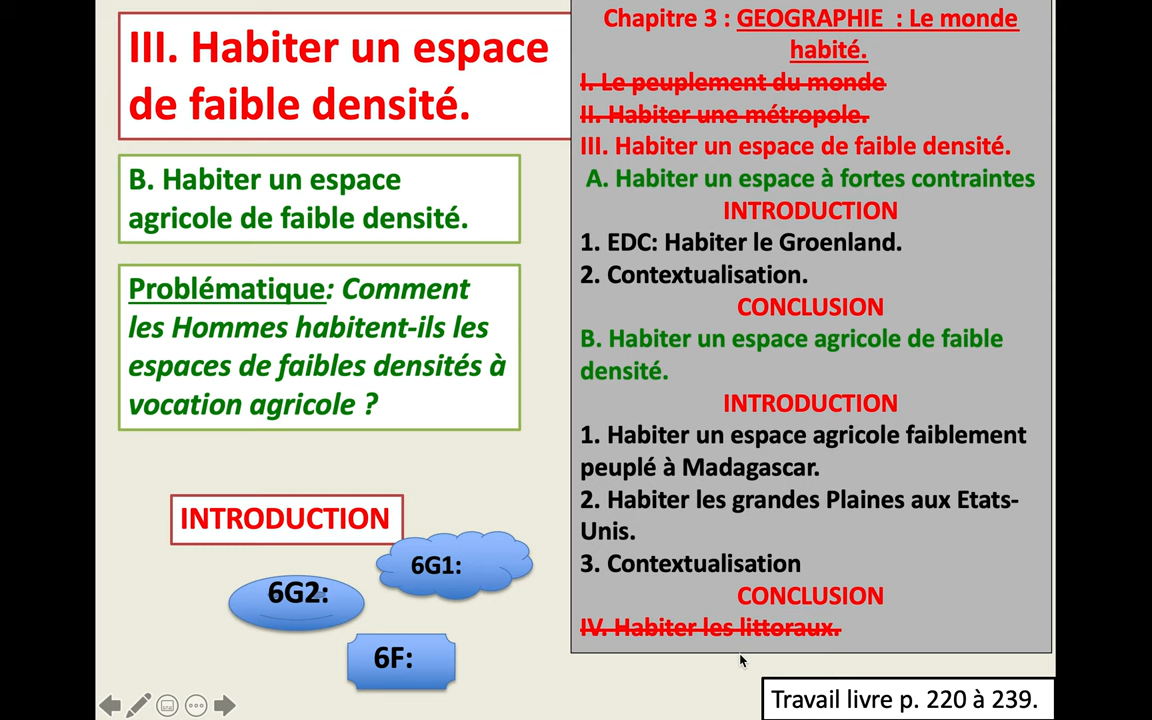 III. Habiter un espace
de faible densité.
B. Habiter un espace
agricole de faible densité.
Problématique: Comment
les Hommes habitent-ils les
espaces de faibles densités à
vocation agricole ?
INTRODUCTION
6G1:
6G2:
6F:
Chapitre 3 : GEOGRAPHIE : Le monde
habité.
I. Le peuplement du monde
II. Habiter une métropole.
III. Habiter un espace de faible densité.
A. Habiter un espace à fortes contraintes
INTRODUCTION
1. EDC: Habiter le Groenland.
2. Contextualisation.
CONCLUSION
B. Habiter un espace agricole de faible
densité.
INTRODUCTION
1. Habiter un espace agricole faiblement
peuplé à Madagascar.
2. Habiter les grandes Plaines aux Etats-
Unis.
3. Contextualisation
CONCLUSION
IV. Habiter les littoraux.
Travail livre p. 220 à 239.